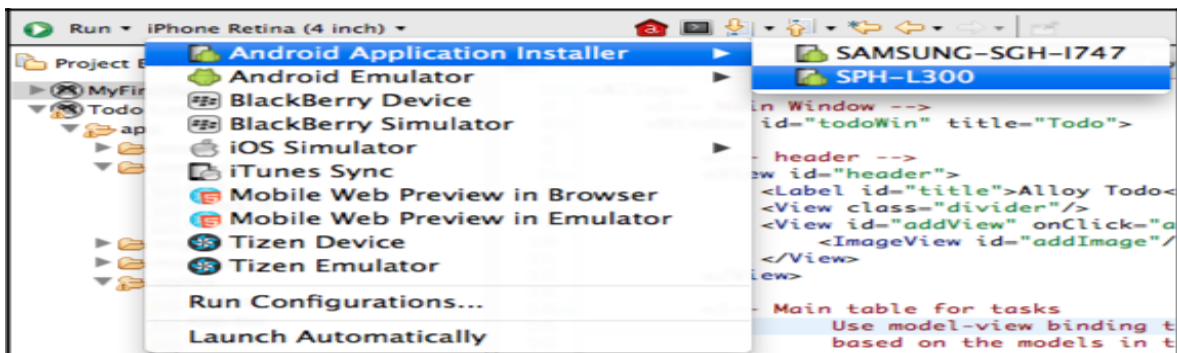 Run iPhone Retina (4 inch)
Project E
MyFir
Todo
ap
Android Application Installer
Android Emulator
BlackBerry Device
BlackBerry Simulator
iOS Simulator
iTunes Sync
Mobile Web Preview in Browser
Mobile Web Preview in Emulator
Tizen Device
Tizen Emulator
Run Configurations...
Launch Automatically
SAMSUNG-SGH-I747
SPH-L300
in Window -->
id="todoWin" title="Todo">
- header -->
ew id="header">
<Label id="title">Alloy Todo<
<View class="divider"/>
<View id="addView" onClick="a
<ImageView id="addImage"/
</View>
iew>
- Main table for tasks
Use model-view binding t
based on the models in t